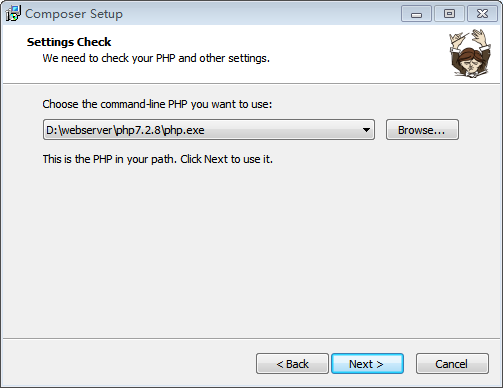 Composer Setup
Settings Check
We need to check your PHP and other settings.
Choose the command-line PHP you want to use:
D:\webserver\php7.2.8\php.exe
Browse...
This is the PHP in your path. Click Next to use it.
< Back
Next >
Cancel